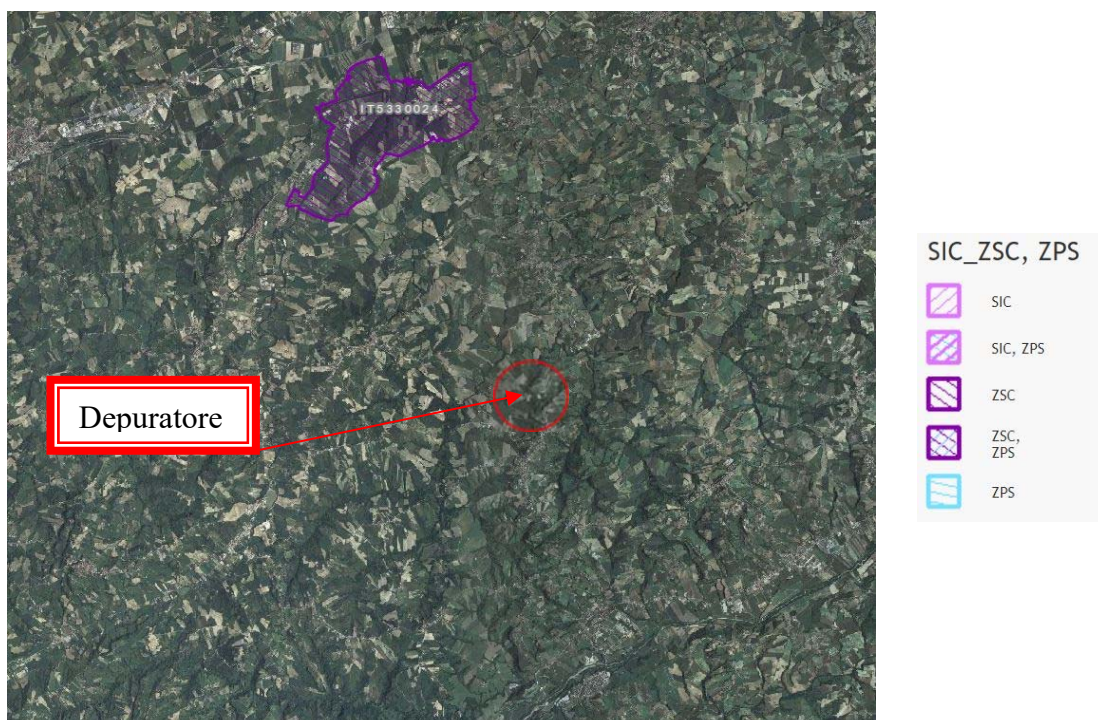 IT5330024
Depuratore
SIC_ZSC, ZPS
SIC
SIC, ZPS
ZSC
ZSC,
ZPS
ZPS